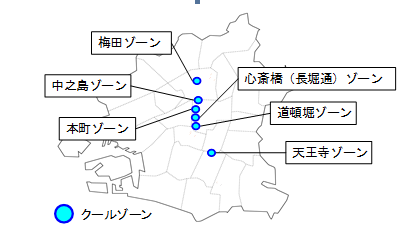 梅田ゾーン
中之島ゾーン
心斎橋（長堀通）ゾーン
本町ゾーン
道頓堀ゾーン
天王寺ゾーン
クールゾーン